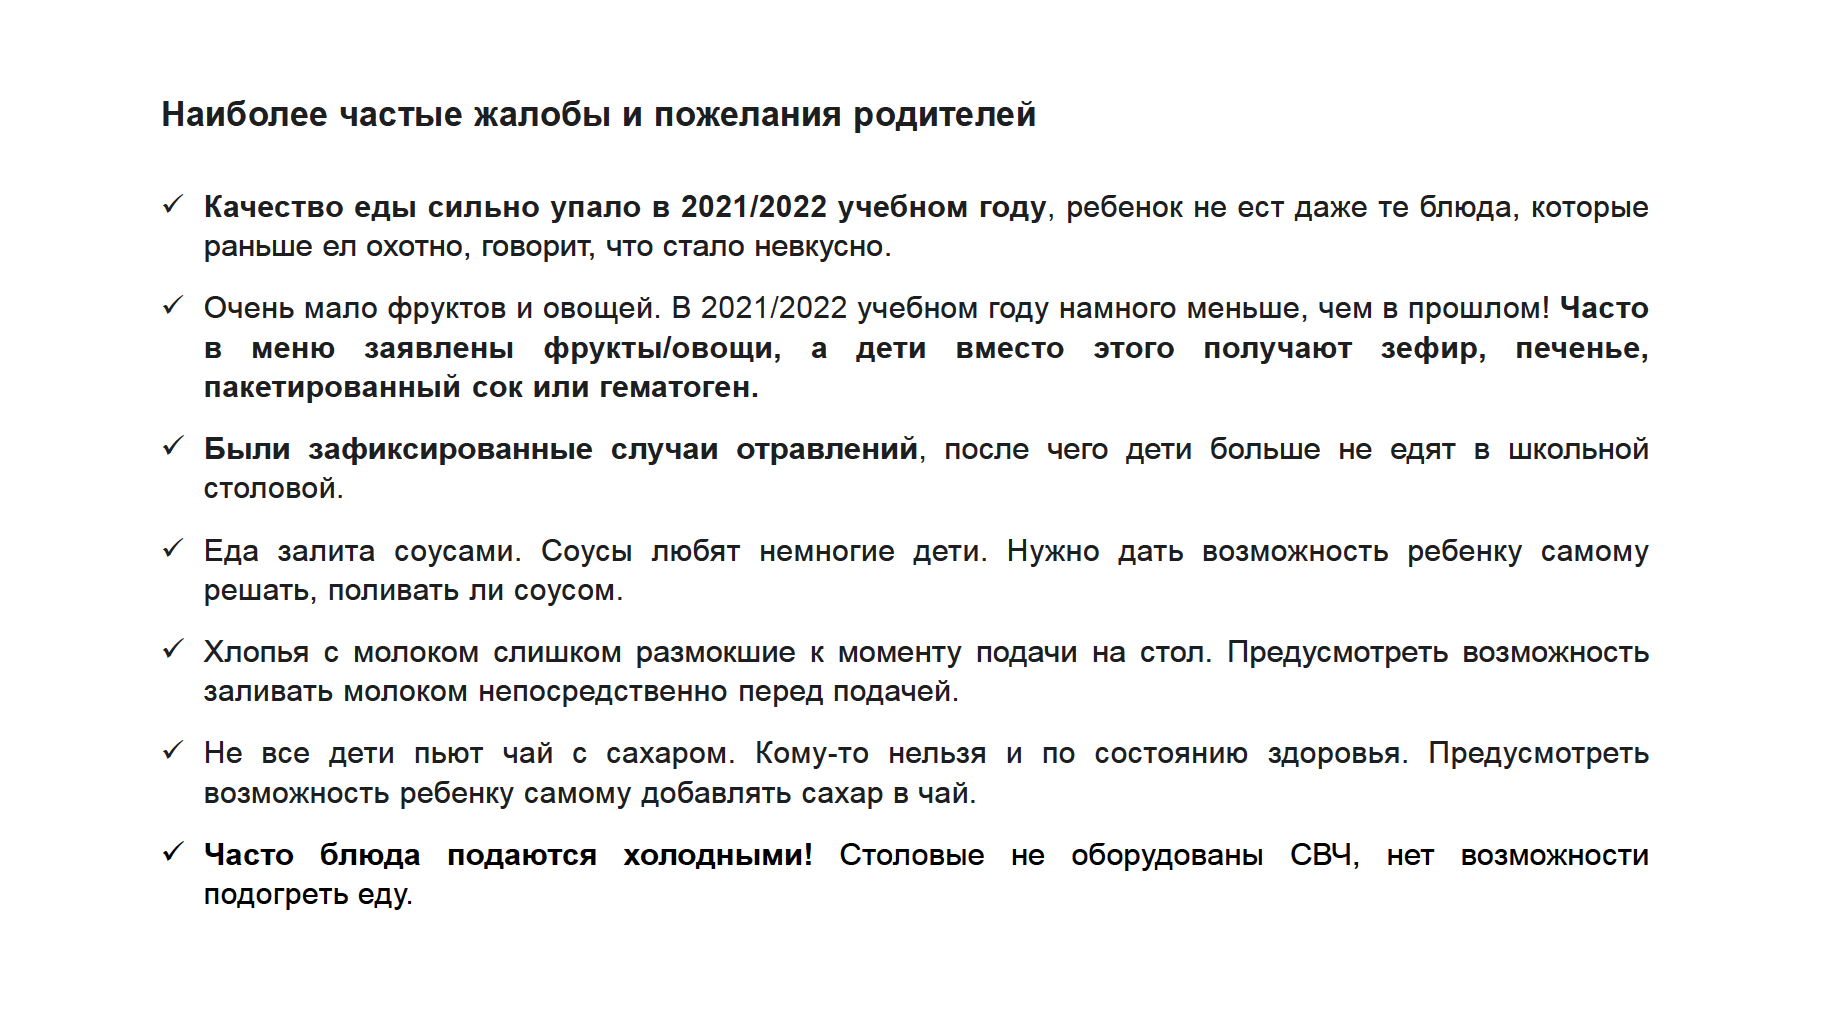 Наиболее частые жалобы и пожелания родителей
✓ Качество еды сильно упало в 2021/2022 учебном году, ребенок не ест даже те блюда, которые
раньше ел охотно, говорит, что стало невкусно.
✓ Очень мало фруктов и овощей. В 2021/2022 учебном году намного меньше, чем в прошлом! Часто
в меню заявлены фрукты/овощи, а дети вместо этого получают зефир, печенье,
пакетированный сок или гематоген.
✓ Были зафиксированные случаи отравлений, после чего дети больше не едят в школьной
столовой.
✓ Еда залита соусами. Соусы любят немногие дети. Нужно дать возможность ребенку самому
решать, поливать ли соусом.
✓ Хлопья с молоком слишком размокшие к моменту подачи на стол. Предусмотреть возможность
заливать молоком непосредственно перед подачей.
✓ Не все дети пьют чай с сахаром. Кому-то нельзя и по состоянию здоровья. Предусмотреть
возможность ребенку самому добавлять сахар в чай.
✓ Часто блюда подаются холодными! Столовые не оборудованы СВЧ, нет возможности
подогреть еду.